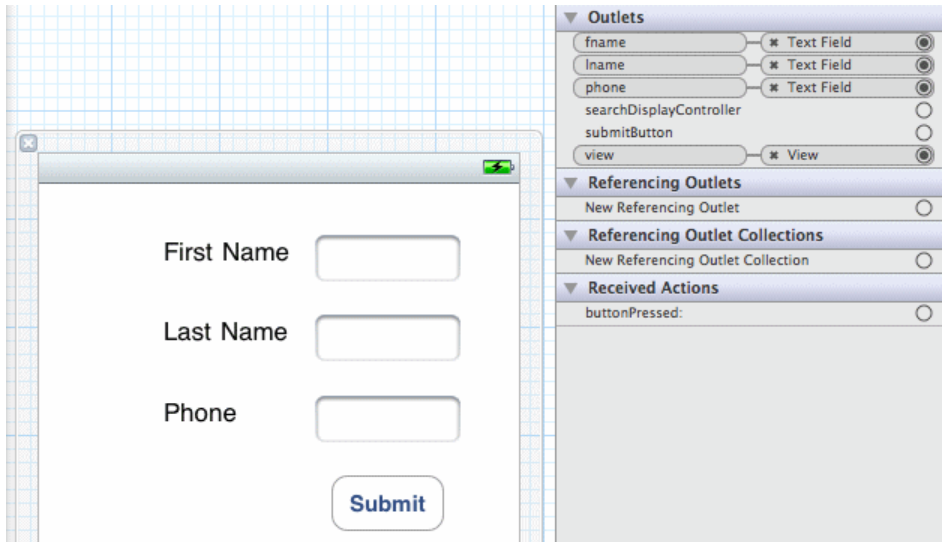 First Name
Last Name
Phone
Submit
Outlets
fname Text Field
lname Text Field
phone Text Field
searchDisplayController
submitButton
view View
Referencing Outlets
New Referencing Outlet
Referencing Outlet Collections
New Referencing Outlet Collection
Received Actions
buttonPressed: